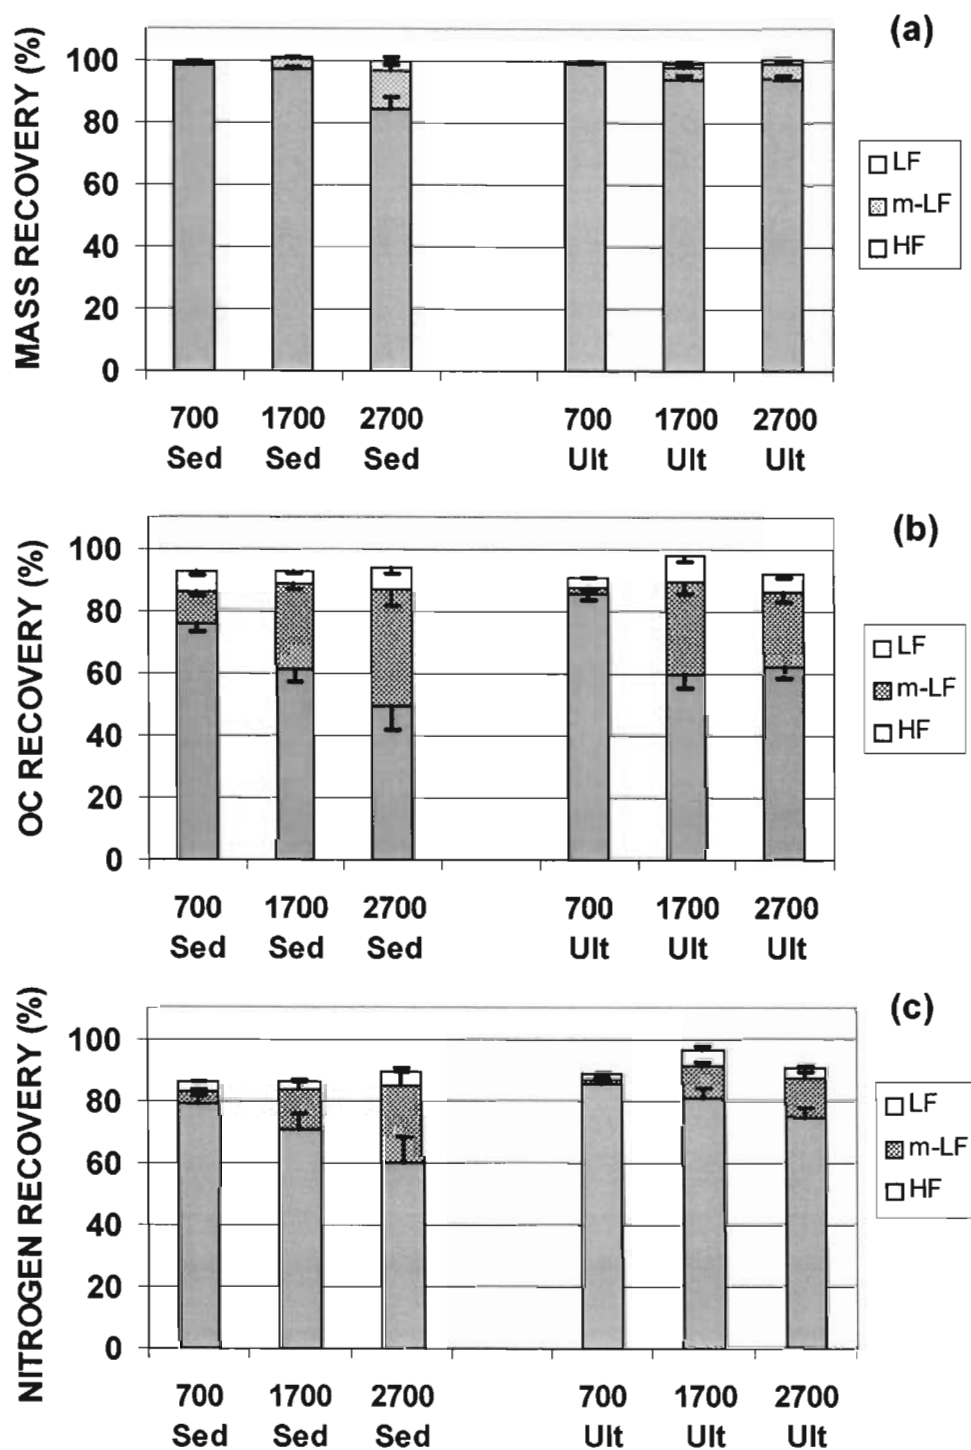 (a)
MASS RECOVERY (%)
100
80
60
40
20
0
700 1700 2700 700 1700 2700
Sed Sed Sed Ult Ult Ult
LF
m-LF
HF
(b)
OC RECOVERY (%)
100
80
60
40
20
0
700 1700 2700 700 1700 2700
Sed Sed Sed Ult Ult Ult
LF
m-LF
HF
(c)
NITROGEN RECOVERY (%)
100
80
60
40
20
0
700 1700 2700 700 1700 2700
Sed Sed Sed Ult Ult Ult
LF
m-LF
HF